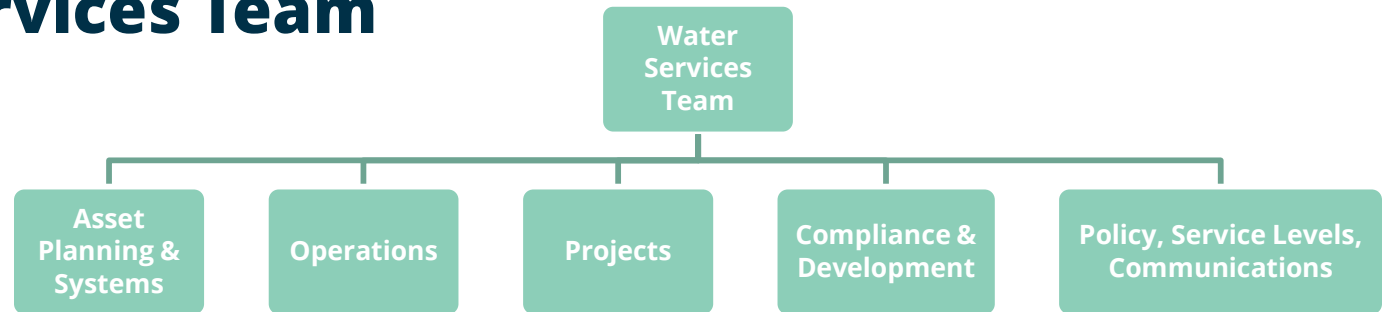 rvices Team
Water
Services
Team
Asset
Planning &
Systems
Operations
Projects
Compliance &
Development
Policy, Service Levels,
Communications